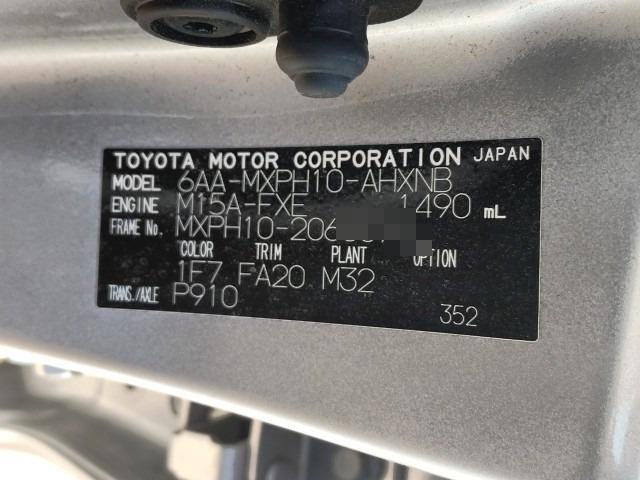 TOYOTA MOTOR CORPORATION JAPAN
MODEL 6AA-MXPH10-AHXNB
ENGINE M15A-FXE 1490 mL
FRAME No. MXPH10-206
COLOR TRIM PLANT OPTION
1F7 FA20 M32
TRANS./AXLE P910
352